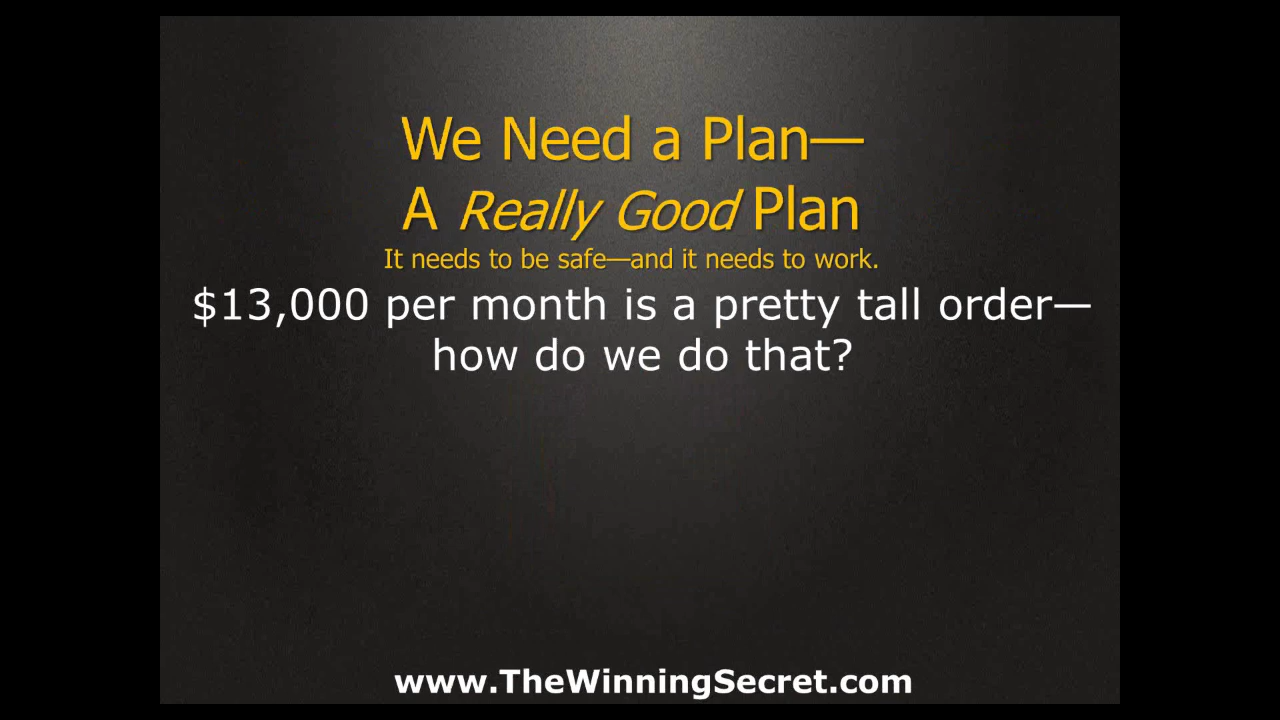 We Need a Plan—
A Really Good Plan
It needs to be safe—and it needs to work.
$13,000 per month is a pretty tall order—
how do we do that?
www.TheWinningSecret.com